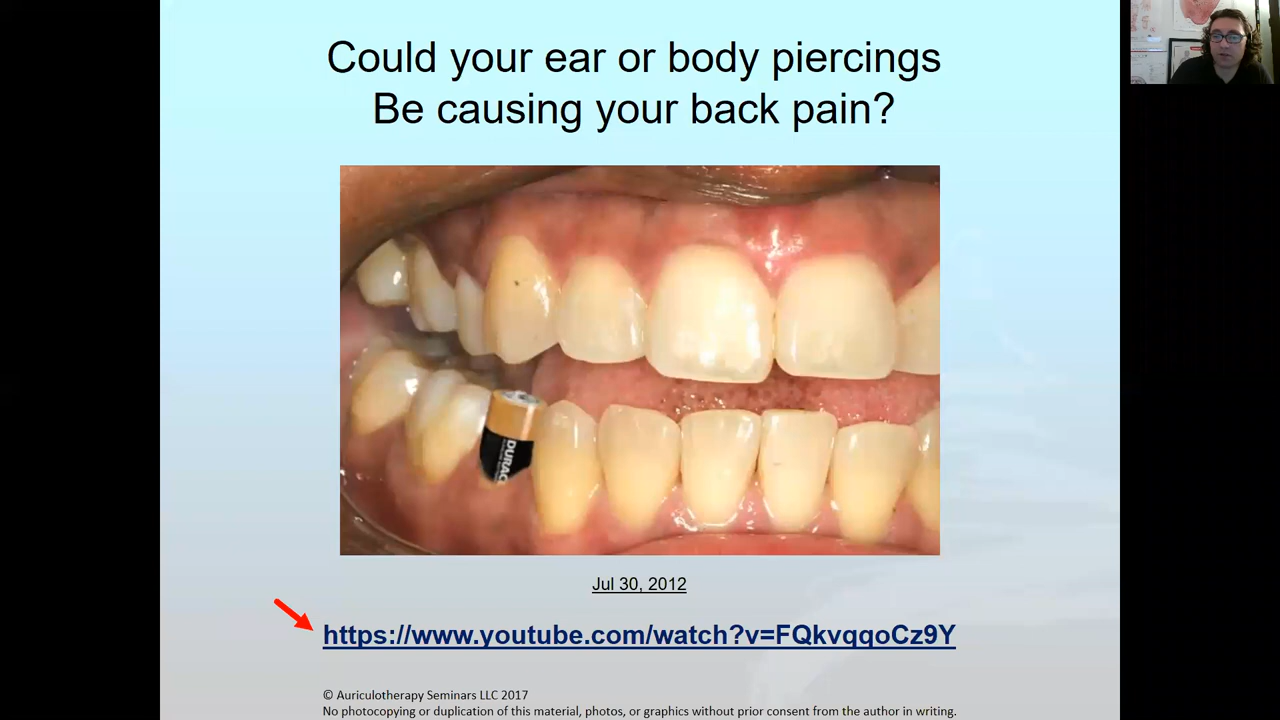 Could your ear or body piercings
Be causing your back pain?
DURAC
Jul 30, 2012
https://www.youtube.com/watch?v=FQkvqqoCz9Y
© Auriculotherapy Seminars LLC 2017
No photocopying or duplication of this material, photos, or graphics without prior consent from the author in writing.